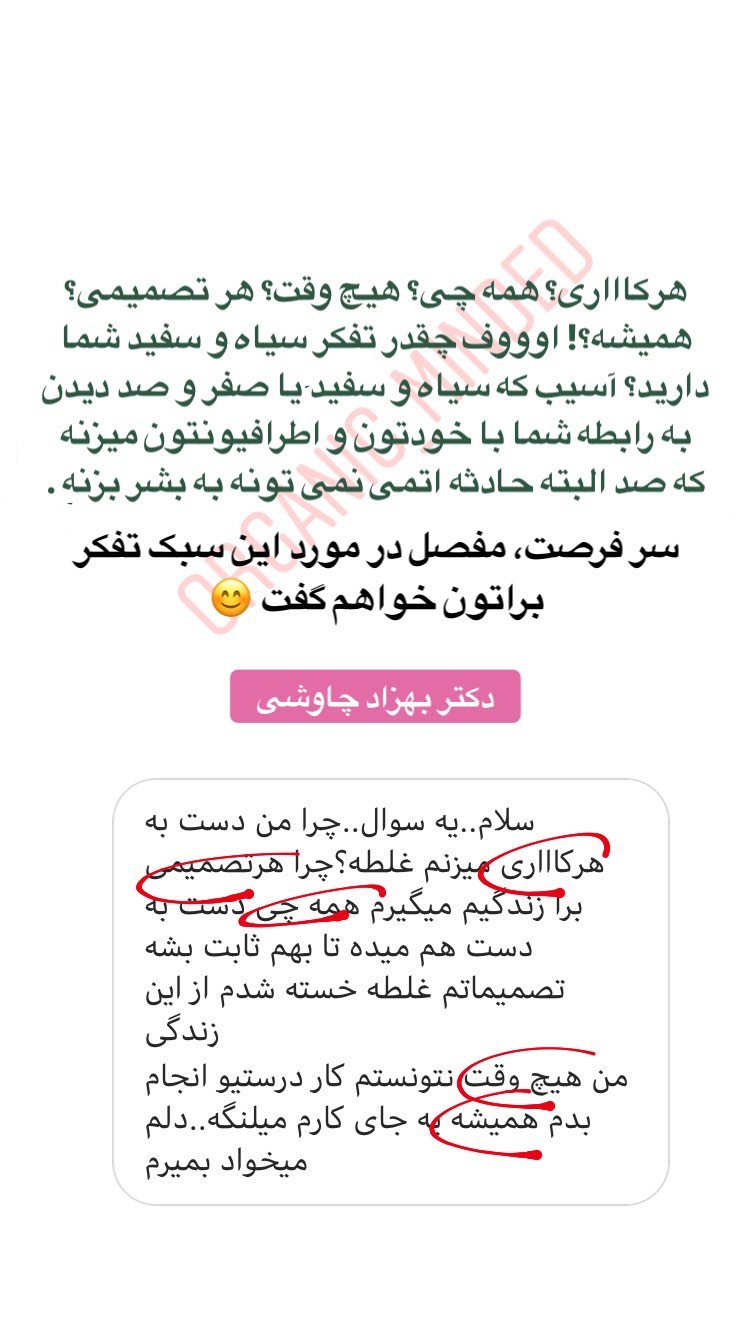 هرکاااری؟ همه چی؟ هیچ وقت؟ هر تصمیمی؟
همیشه؟! اوووف چقدر تفکر سیاه و سفید شما
دارید؟ آسیب که سیاه و سفید یا صفر و صد دیدن
به رابطه شما با خودتون و اطرافیونتون میزنه
که صد البته حادثه اتمی نمی تونه به بشر بزنه .
سر فرصت، مفصل در مورد این سبک تفکر
براتون خواهم گفت 😊
ORGANIC_MINDED
دکتر بهزاد چاوشی
سلام..یه سوال..چرا من دست به
هرکاااری میزنم غلطه؟چرا هرتصمیمی
برا زندگیم میگیرم همه چی دست به
دست هم میده تا بهم ثابت بشه
تصمیماتم غلطه خسته شدم از این
زندگی
من هیچ وقت نتونستم کار درستیو انجام
بدم همیشه یه جای کارم میلنگه..دلم
میخواد بمیرم